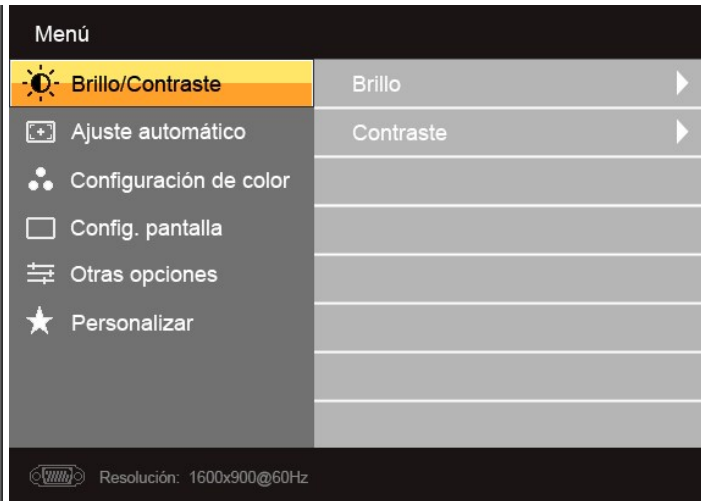 Menú
Brillo/Contraste
Brillo
Ajuste automático
Contraste
Configuración de color
Config. pantalla
Otras opciones
Personalizar
Resolución: 1600x900@60Hz